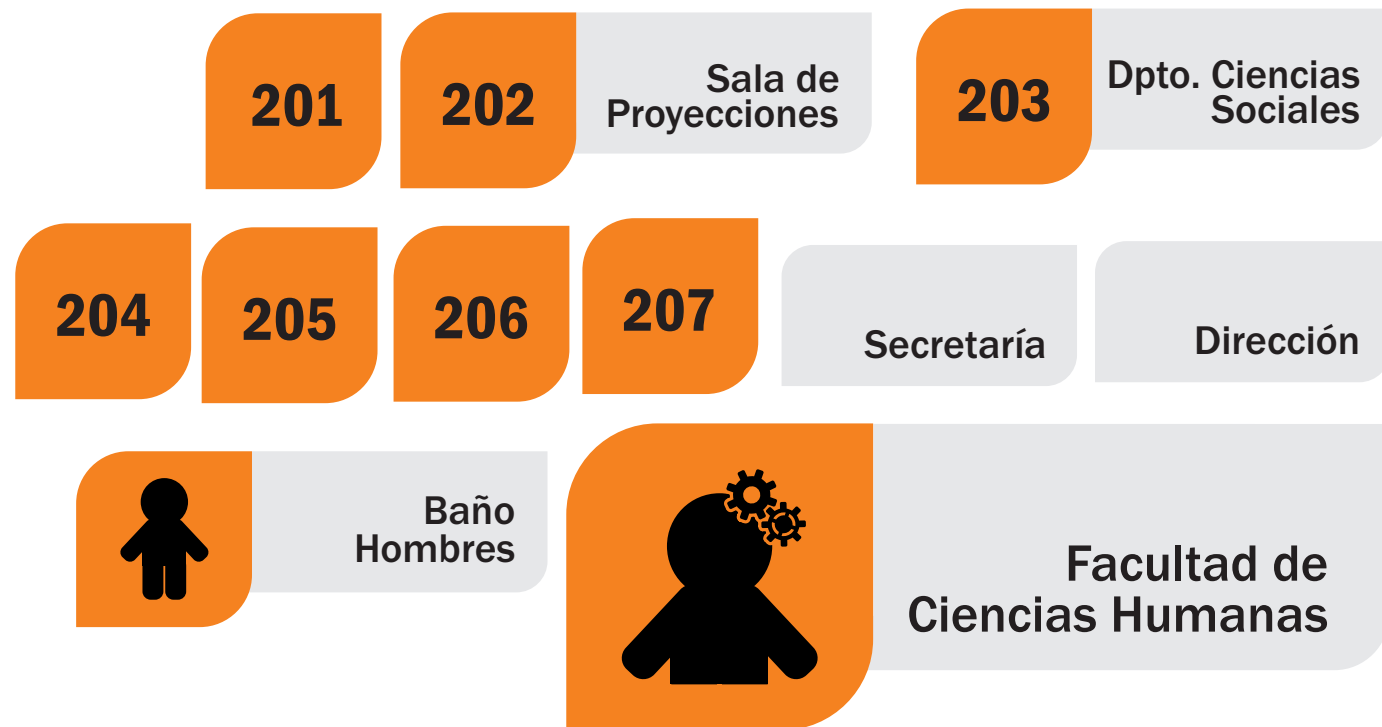 201
202
Sala de
Proyecciones
203
Dpto. Ciencias
Sociales
204
205
206
207
Secretaría
Dirección
Baño
Hombres
Facultad de
Ciencias Humanas